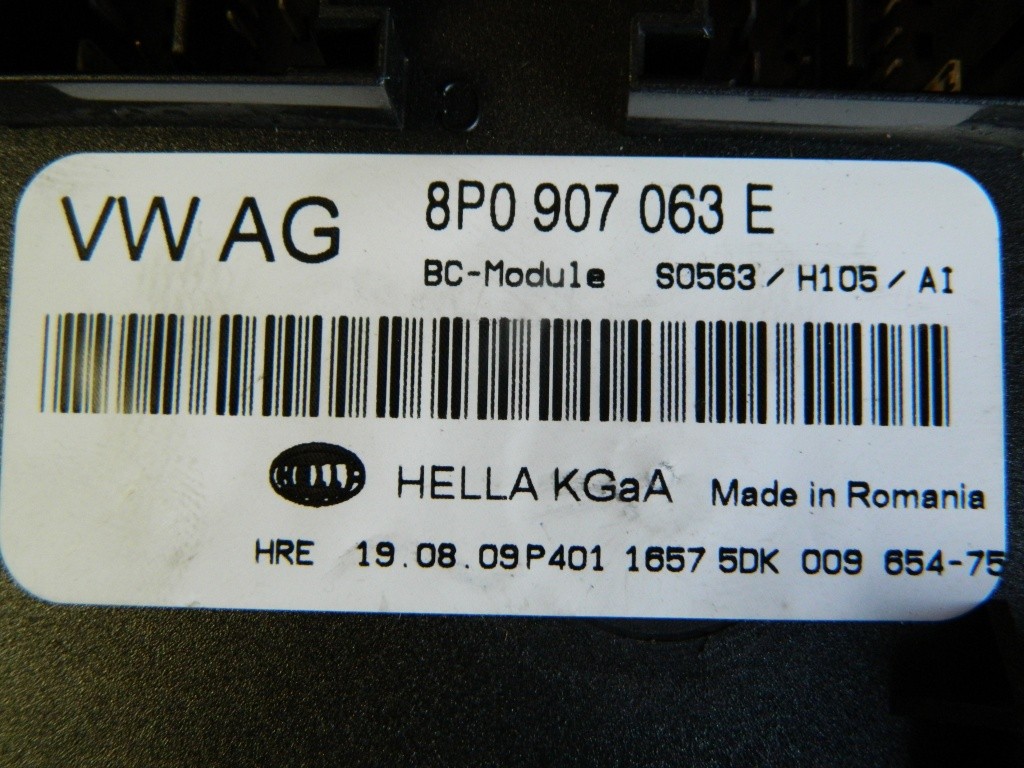 VW AG 8P0 907 063 E
BC-Module S0563 / H105 / AI
HELLA HELLA KGaA Made in Romania
HRE 19.08.09 P401 1657 5DK 009 654-75